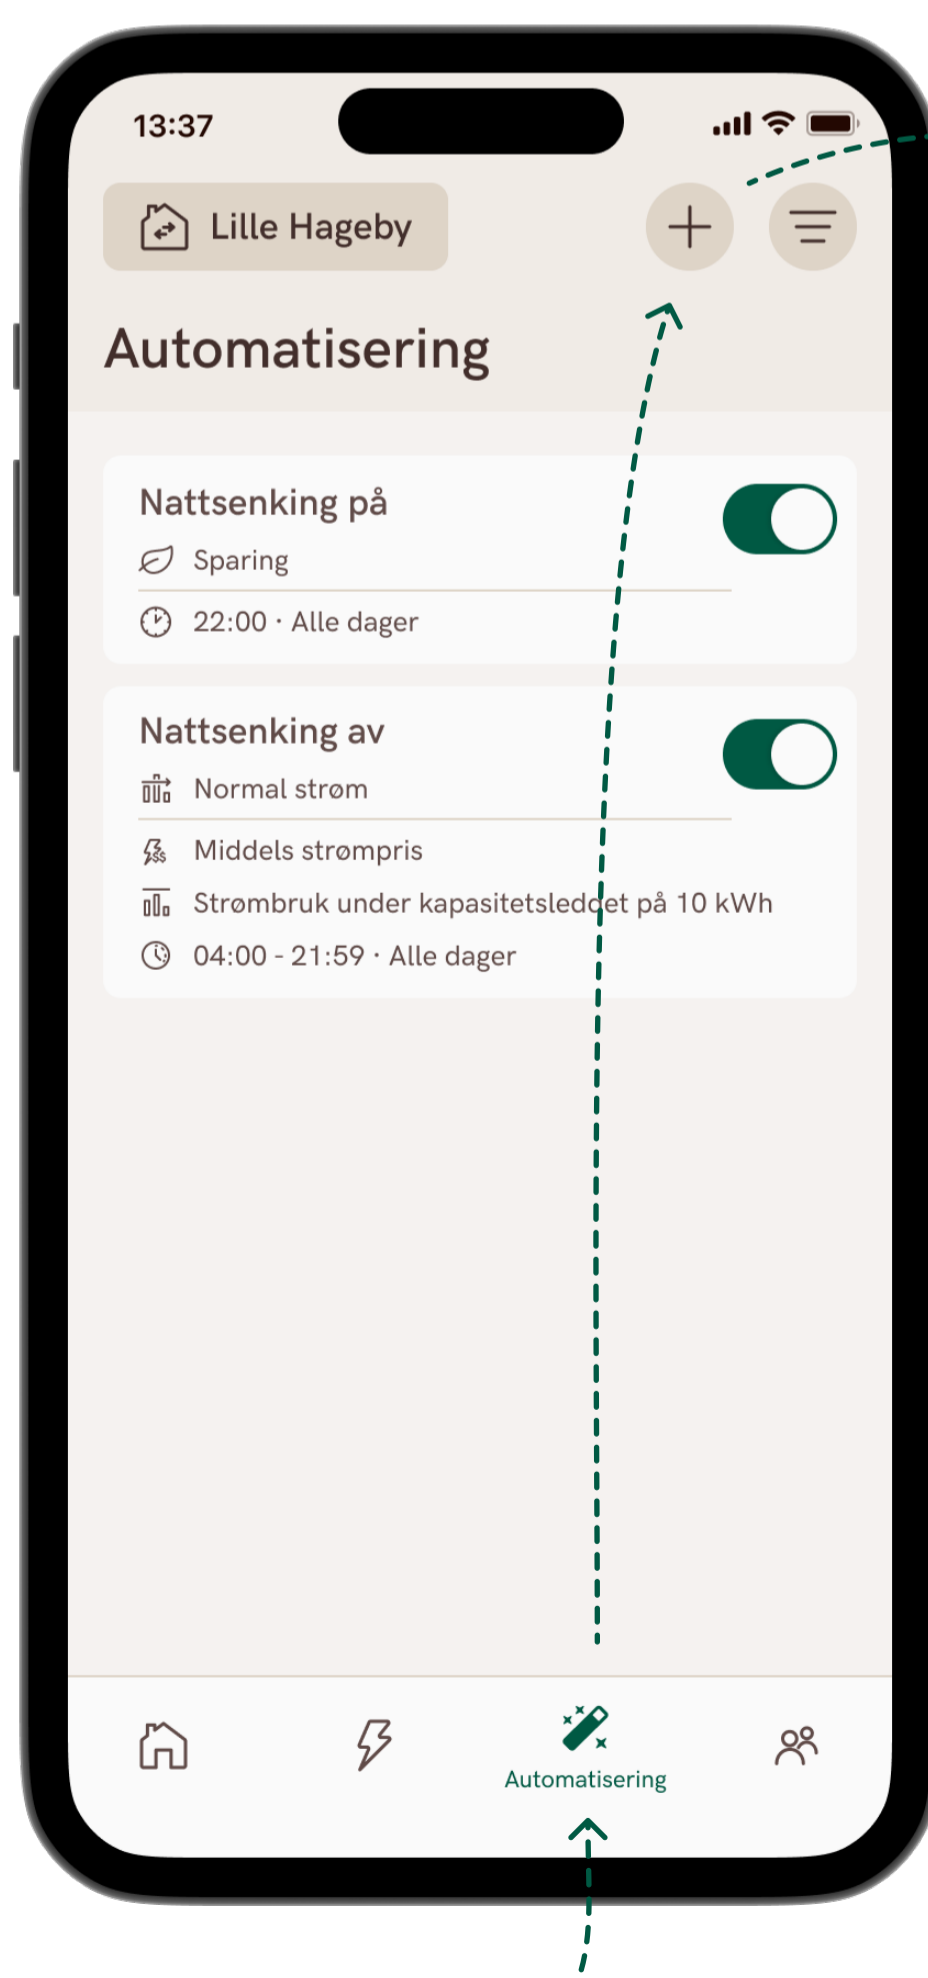 13:37
Lille Hageby
Automatisering
Nattsenking på
Sparing
22:00 · Alle dager
Nattsenking av
Normal strøm
Middels strømpris
Strømbruk under kapasitetsleddet på 10 kWh
04:00 - 21:59 · Alle dager
Automatisering